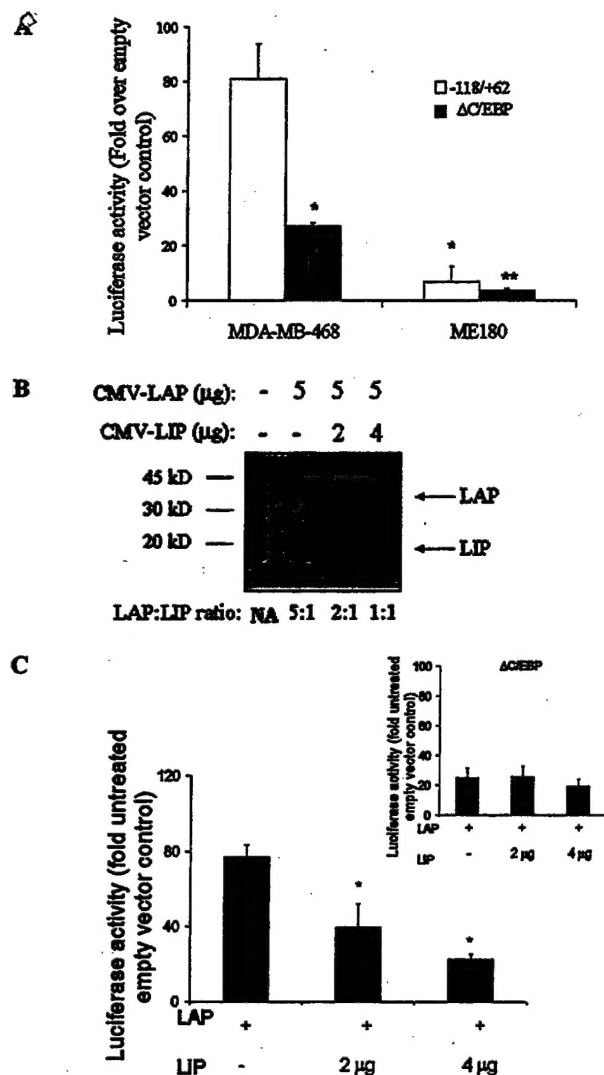 A
Luciferase activity (Fold over empty
vector control)
80
60
40
20
0
-118/+62
ΔC/EBP
*
*
**
MDA-MB-468
ME180
B
CMV-LAP (µg): - 5 5 5
CMV-LIP (µg): - - 2 4
45 kD
30 kD
20 kD
LAP
LIP
LAP:LIP ratio: NA 5:1 2:1 1:1
C
Luciferase activity (fold untreated
empty vector control)
120
80
40
0
*
*
LAP + + +
LIP - 2 µg 4 µg
ΔC/EBP
Luciferase activity (fold untreated
empty vector control)
100
80
60
40
20
0
LAP + + +
LIP - 2 µg 4 µg